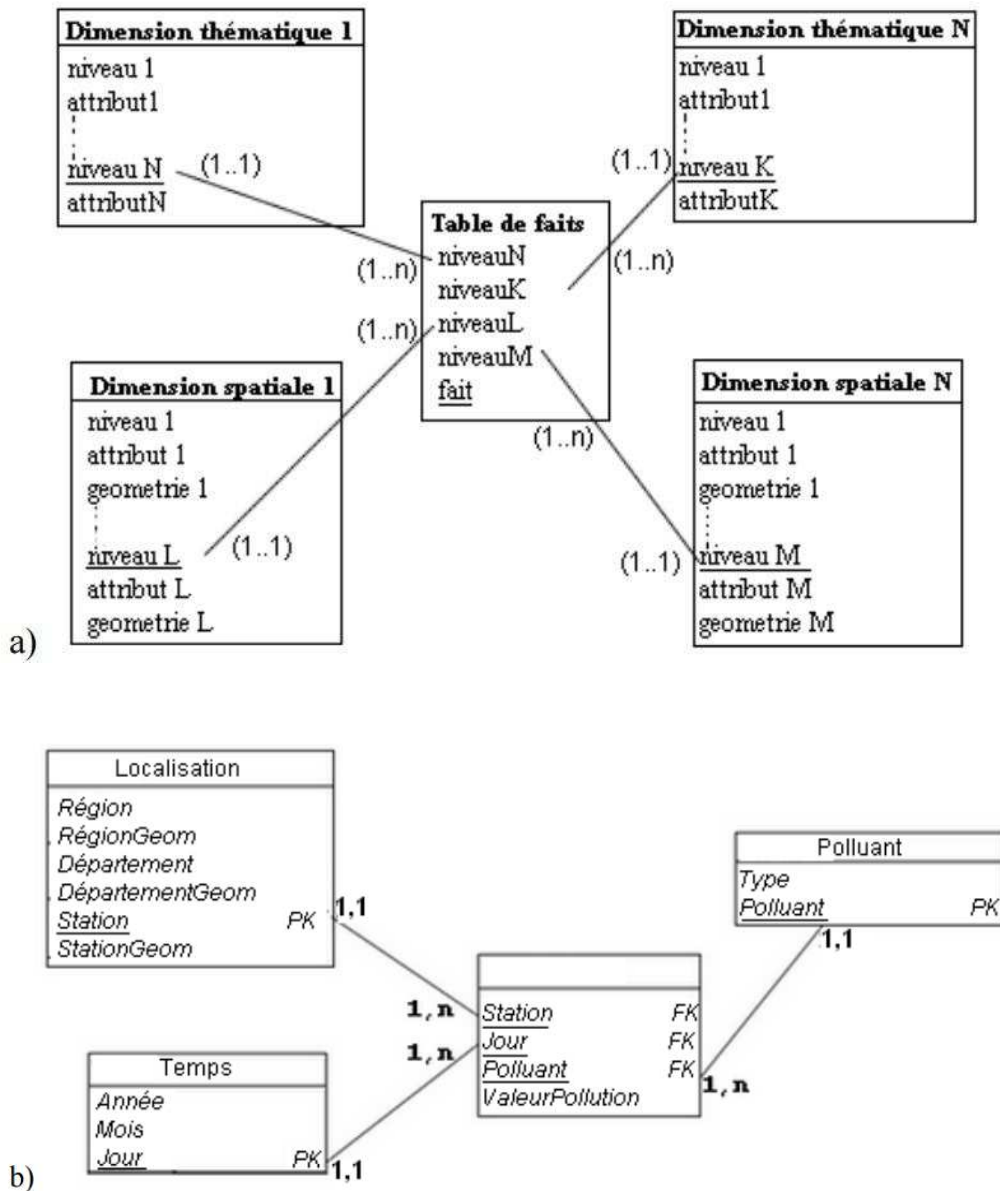 Dimension thématique 1
niveau 1
attribut1
niveau N
attributN
(1..1)
Dimension thématique N
niveau 1
attribut1
niveau K
attributK
(1..1)
Table de faits
niveauN
niveauK
niveauL
niveauM
fait
(1..n)
(1..n)
(1..n)
(1..n)
Dimension spatiale 1
niveau 1
attribut 1
geometrie 1
niveau L
attribut L
geometrie L
(1..1)
Dimension spatiale N
niveau 1
attribut 1
geometrie 1
niveau M
attribut M
geometrie M
(1..1)
a)
Localisation
Région
RégionGeom
Département
DépartementGeom
Station PK
StationGeom
1,1
Polluant
Type
Polluant PK
1,1
1,n
Station FK
Jour FK
Polluant FK
ValeurPollution
1,n
1,n
Temps
Année
Mois
Jour PK
1,1
b)